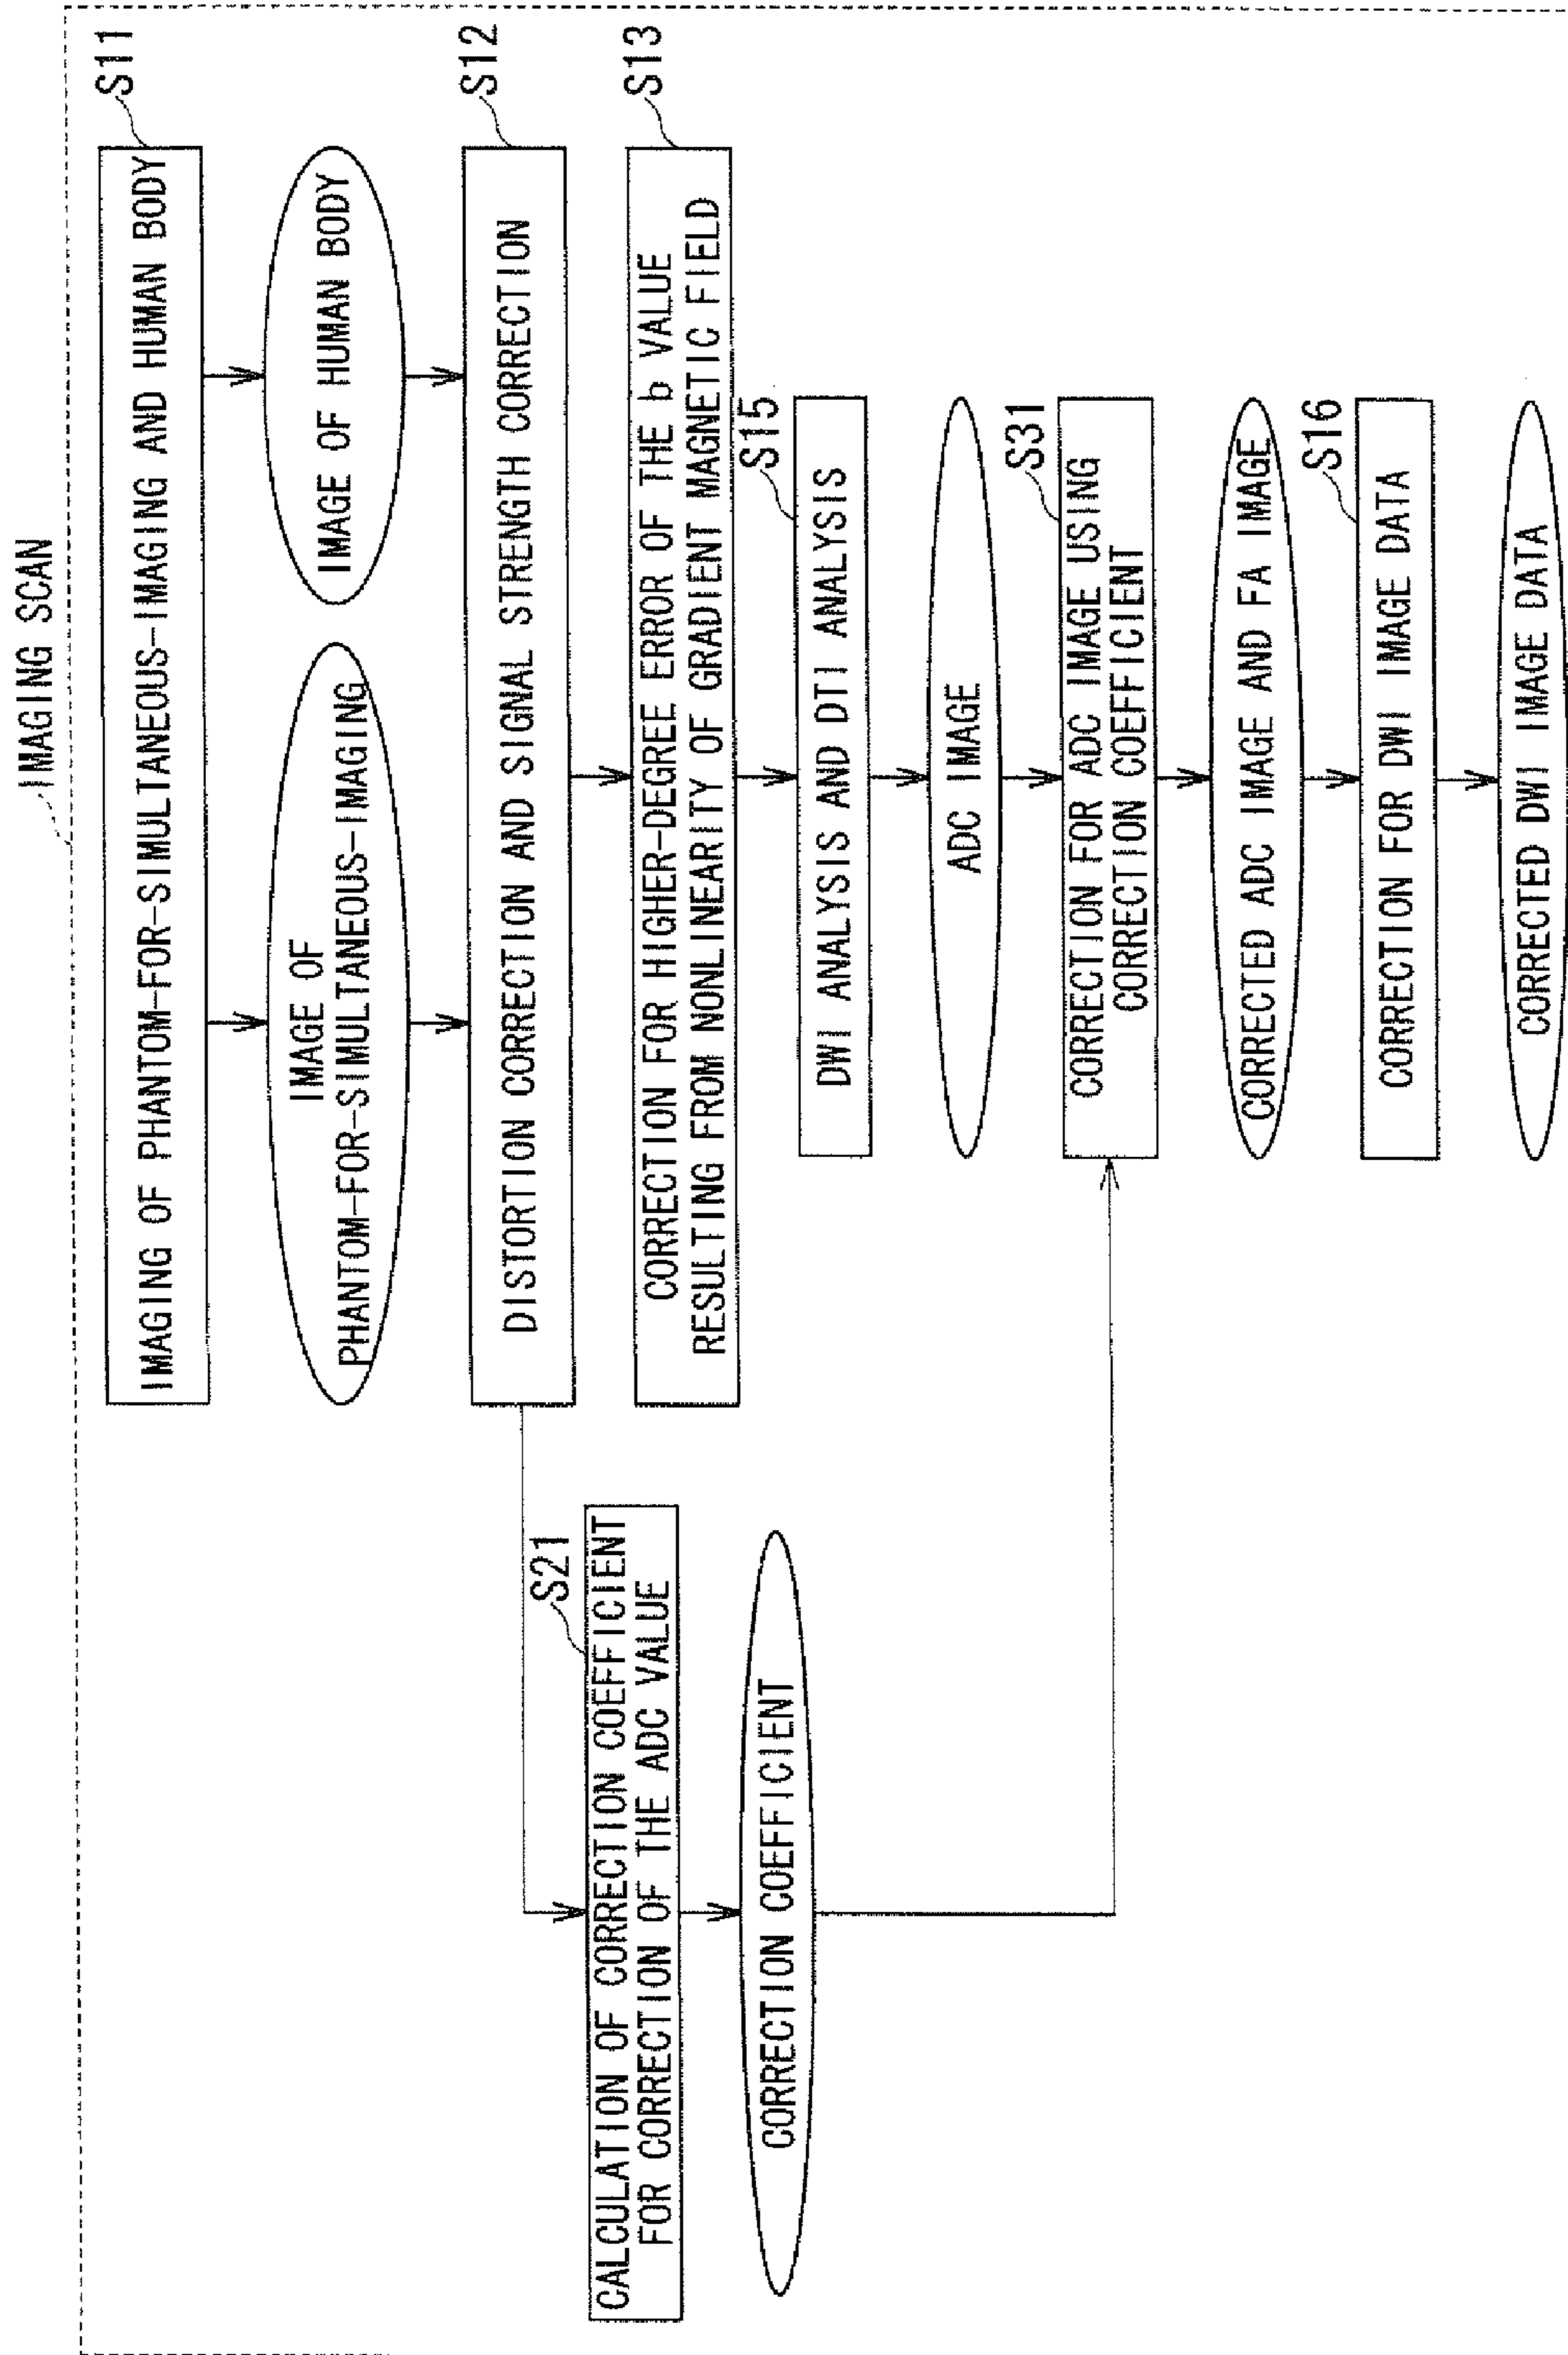 IMAGING SCAN
S11
IMAGING OF PHANTOM-FOR-SIMULTANEOUS-IMAGING AND HUMAN BODY
IMAGE OF
PHANTOM-FOR-SIMULTANEOUS-IMAGING
IMAGE OF HUMAN BODY
S12
DISTORTION CORRECTION AND SIGNAL STRENGTH CORRECTION
S21
CALCULATION OF CORRECTION COEFFICIENT
FOR CORRECTION OF THE ADC VALUE
CORRECTION COEFFICIENT
S13
CORRECTION FOR HIGHER-DEGREE ERROR OF THE b VALUE
RESULTING FROM NONLINEARITY OF GRADIENT MAGNETIC FIELD
S15
DWI ANALYSIS AND DTI ANALYSIS
ADC IMAGE
S31
CORRECTION FOR ADC IMAGE USING
CORRECTION COEFFICIENT
CORRECTED ADC IMAGE AND FA IMAGE
S16
CORRECTION FOR DWI IMAGE DATA
CORRECTED DWI IMAGE DATA